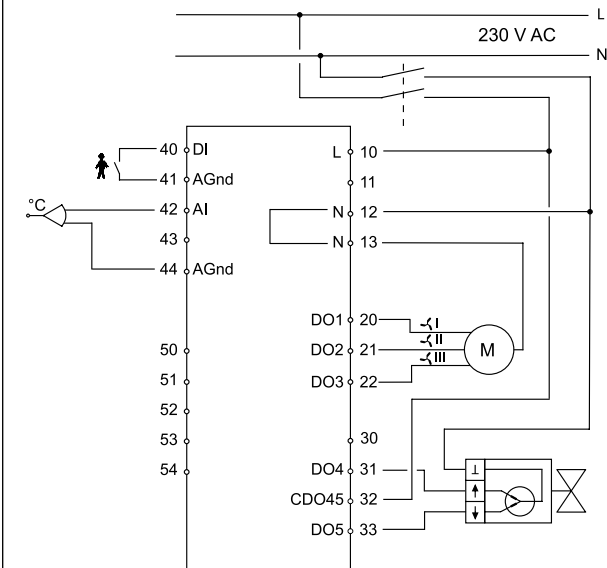 L
230 V AC
N
40 DI
L 10
41 AGnd
11
°C
42 AI
N 12
43
N 13
44 AGnd
DO1 20
I
II
50
DO2 21
M
III
51
DO3 22
52
53
30
54
DO4 31
⊥
↑
CDO45 32
↓
DO5 33